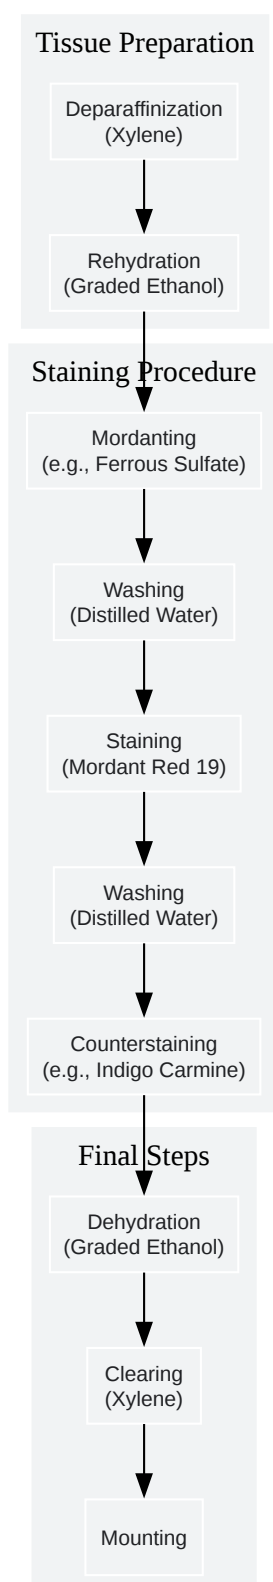 Tissue Preparation
Deparaffinization
(Xylene)
Rehydration
(Graded Ethanol)
Staining Procedure
Mordanting
(e.g., Ferrous Sulfate)
Washing
(Distilled Water)
Staining
(Mordant Red 19)
Washing
(Distilled Water)
Counterstaining
(e.g., Indigo Carmine)
Final Steps
Dehydration
(Graded Ethanol)
Clearing
(Xylene)
Mounting